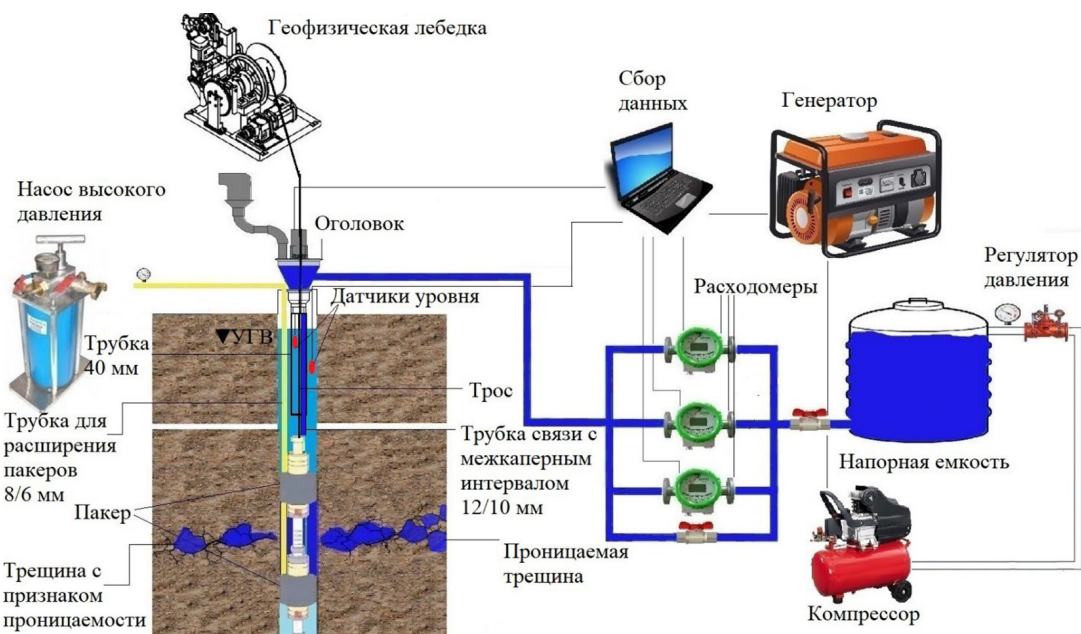 Геофизическая лебедка
Сбор
данных
Генератор
Насос высокого
давления
Оголовок
Регулятор
давления
Датчики уровня
Расходомеры
▼УГВ
Трубка
40 мм
Трос
Трубка для
расширения
пакеров
8/6 мм
Трубка связи с
межкаперным
интервалом
12/10 мм
Напорная емкость
Пакер
Проницаемая
трещина
Трещина с
признаком
проницаемости
Компрессор